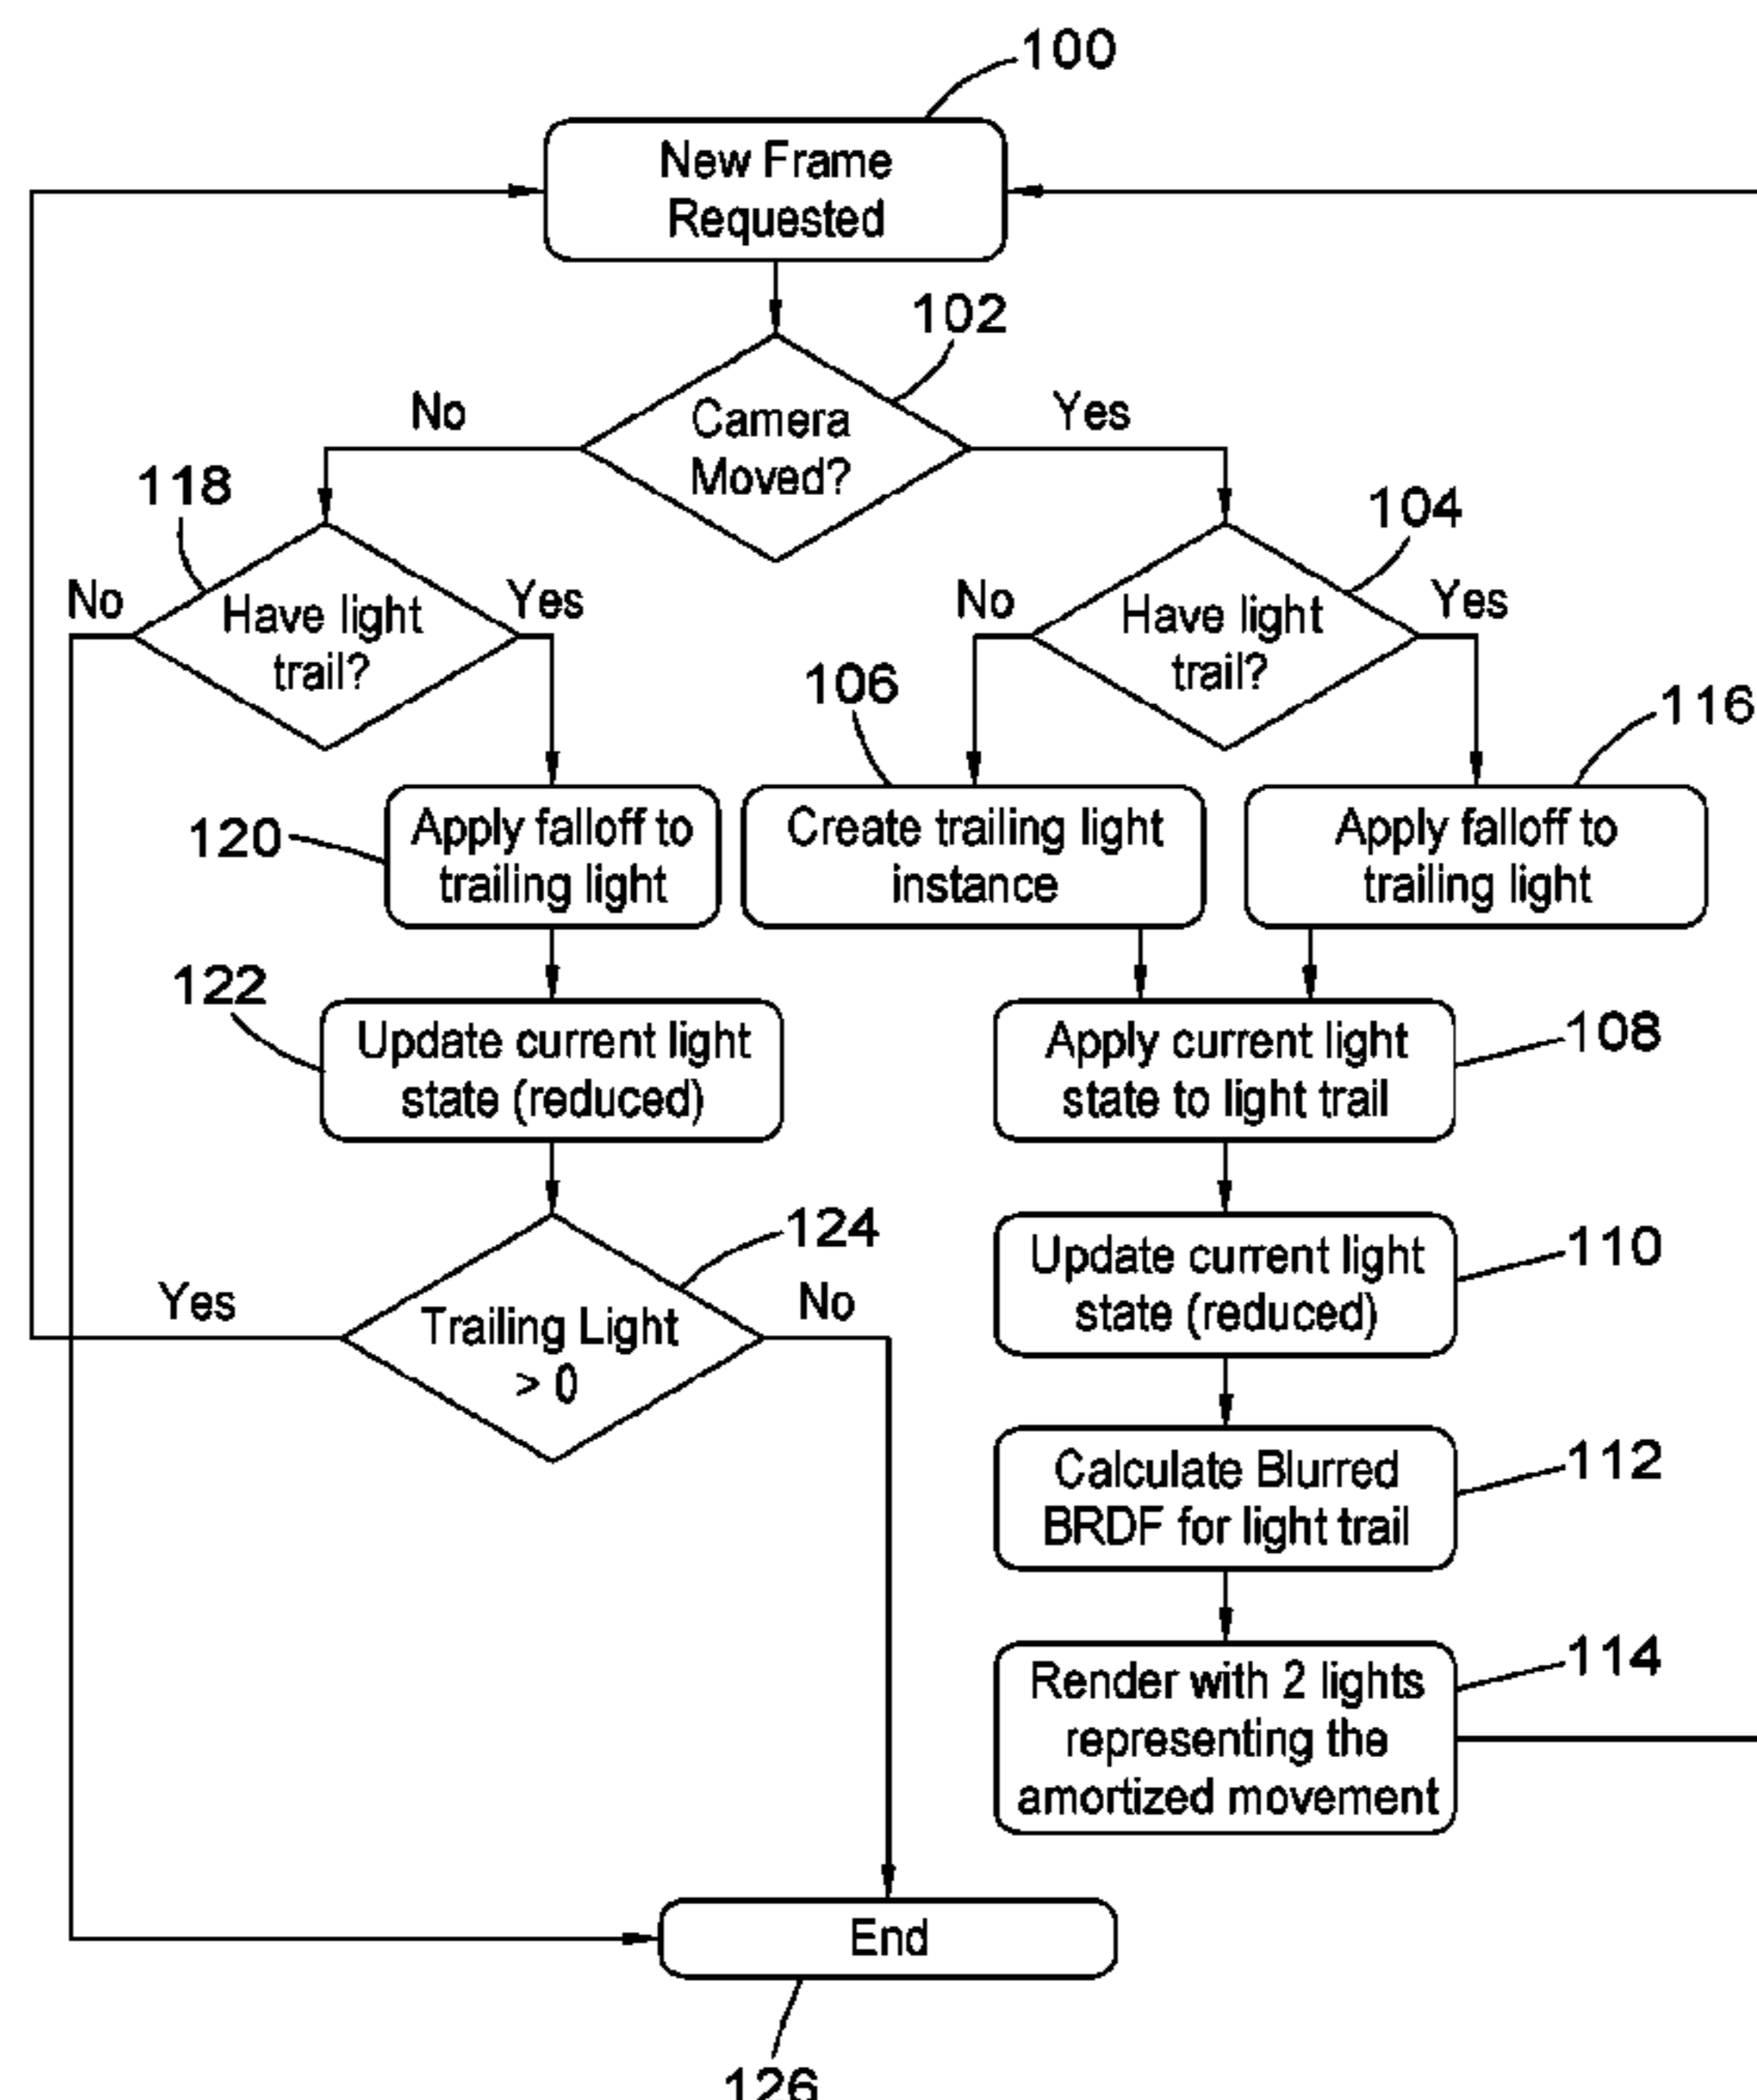 100
New Frame
Requested
102
No
Camera
Moved?
Yes
118
104
No
Have light
trail?
Yes
No
Have light
trail?
Yes
106
116
120
Apply falloff to
trailing light
Create trailing light
instance
Apply falloff to
trailing light
122
Update current light
state (reduced)
Apply current light
state to light trail
108
124
Update current light
state (reduced)
110
Yes
Trailing Light
> 0
No
Calculate Blurred
BRDF for light trail
112
Render with 2 lights
representing the
amortized movement
114
End
126